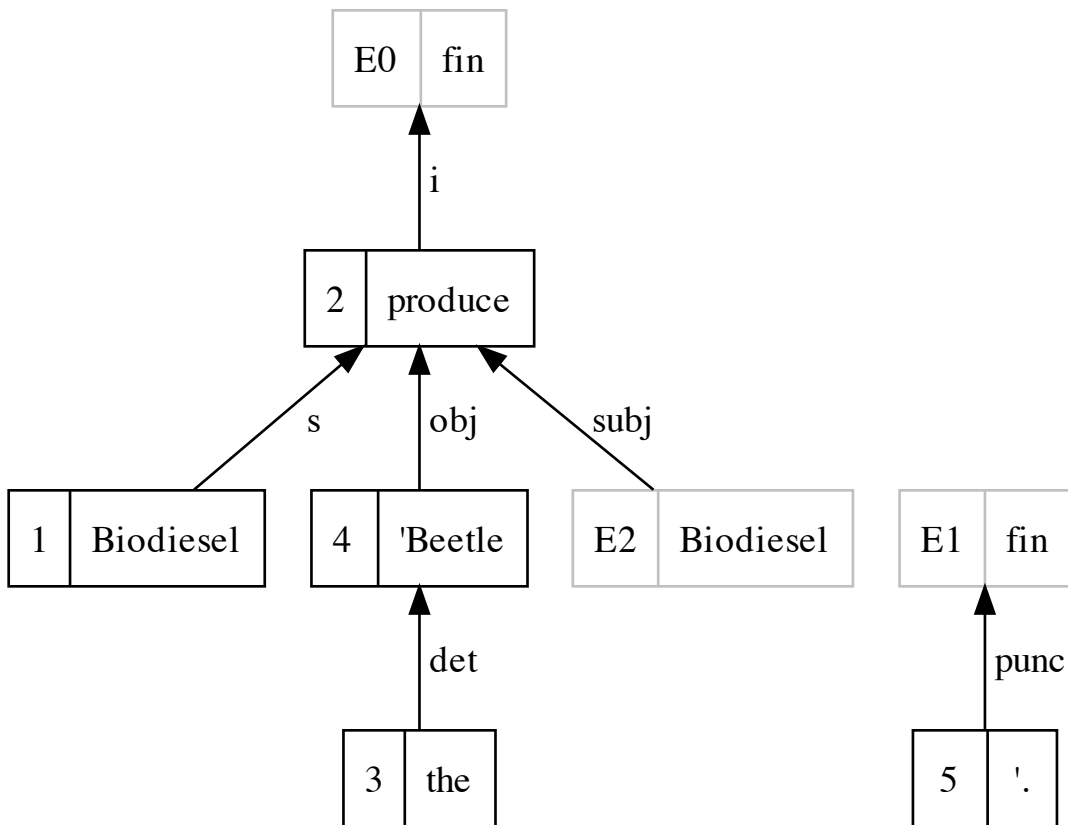 E0 fin
i
2 produce
s obj subj
1 Biodiesel 4 'Beetle E2 Biodiesel E1 fin
det punc
3 the 5 '.